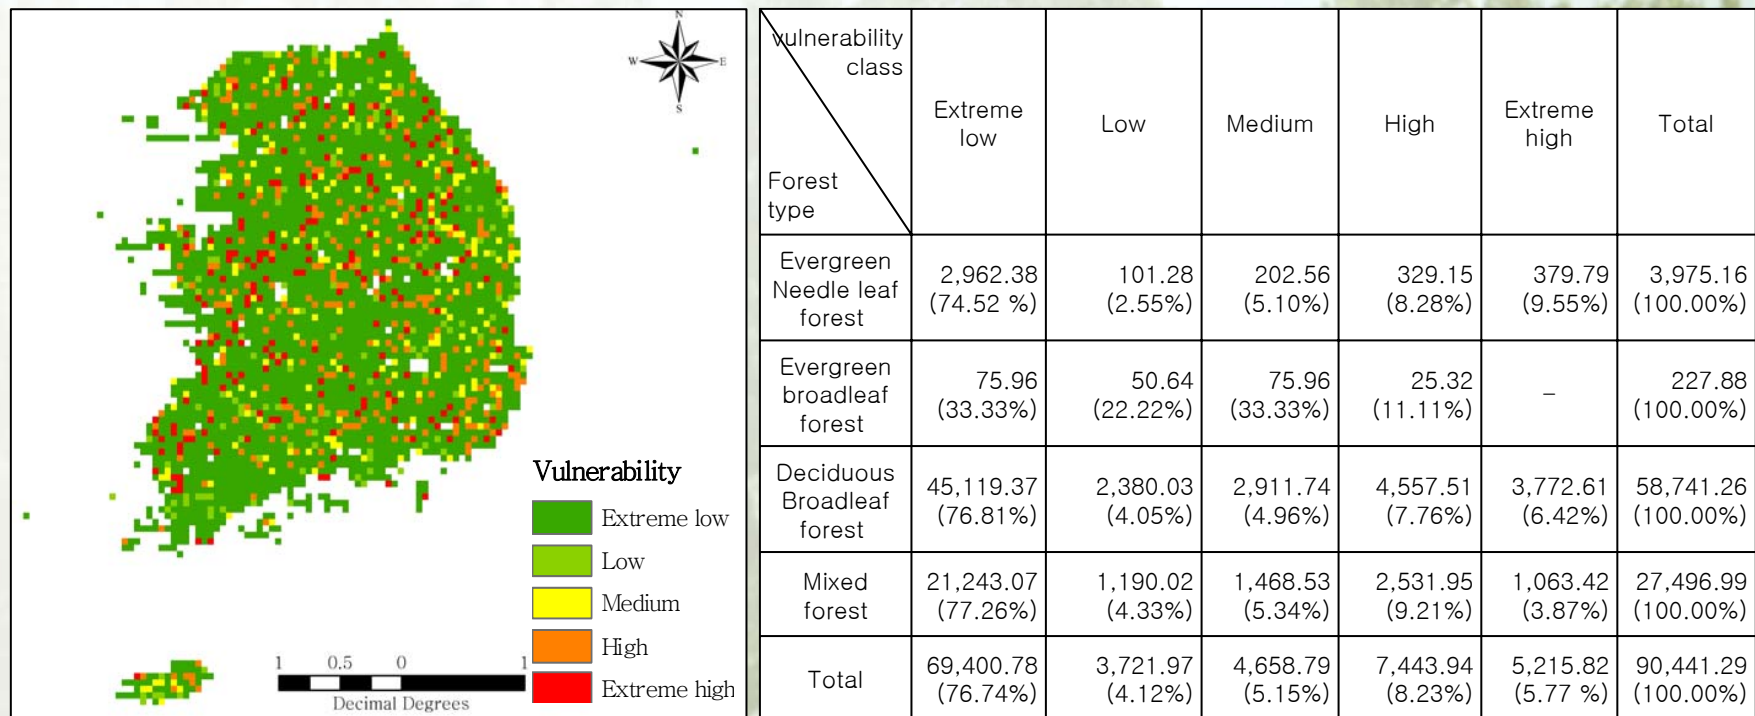 N
W
E
S
Vulnerability
Extreme low
Low
Medium
High
Extreme high
1 0.5 0 1
Decimal Degrees
vulnerability
class
Forest
type
Extreme
low
Low
Medium
High
Extreme
high
Total
Evergreen
Needle leaf
forest
2,962.38
(74.52 %)
101.28
(2.55%)
202.56
(5.10%)
329.15
(8.28%)
379.79
(9.55%)
3,975.16
(100.00%)
Evergreen
broadleaf
forest
75.96
(33.33%)
50.64
(22.22%)
75.96
(33.33%)
25.32
(11.11%)
–
227.88
(100.00%)
Deciduous
Broadleaf
forest
45,119.37
(76.81%)
2,380.03
(4.05%)
2,911.74
(4.96%)
4,557.51
(7.76%)
3,772.61
(6.42%)
58,741.26
(100.00%)
Mixed
forest
21,243.07
(77.26%)
1,190.02
(4.33%)
1,468.53
(5.34%)
2,531.95
(9.21%)
1,063.42
(3.87%)
27,496.99
(100.00%)
Total
69,400.78
(76.74%)
3,721.97
(4.12%)
4,658.79
(5.15%)
7,443.94
(8.23%)
5,215.82
(5.77 %)
90,441.29
(100.00%)